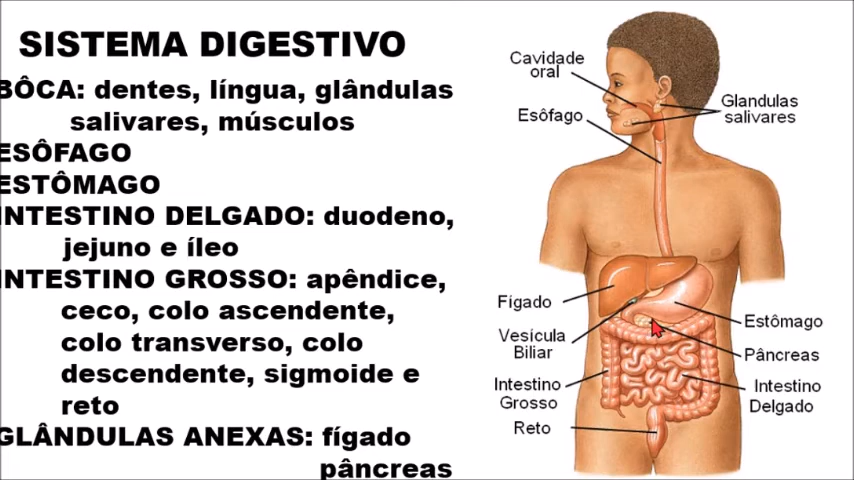 SISTEMA DIGESTIVO
BÔCA: dentes, língua, glândulas
salivares, músculos
ESÔFAGO
ESTÔMAGO
INTESTINO DELGADO: duodeno,
jejuno e íleo
INTESTINO GROSSO: apêndice,
ceco, colo ascendente,
colo transverso, colo
descendente, sigmoide e
reto
GLÂNDULAS ANEXAS: fígado
pâncreas
Cavidade
oral
Esôfago
Glandulas
salivares
Fígado
Vesícula
Biliar
Intestino
Grosso
Reto
Estômago
Pâncreas
Intestino
Delgado